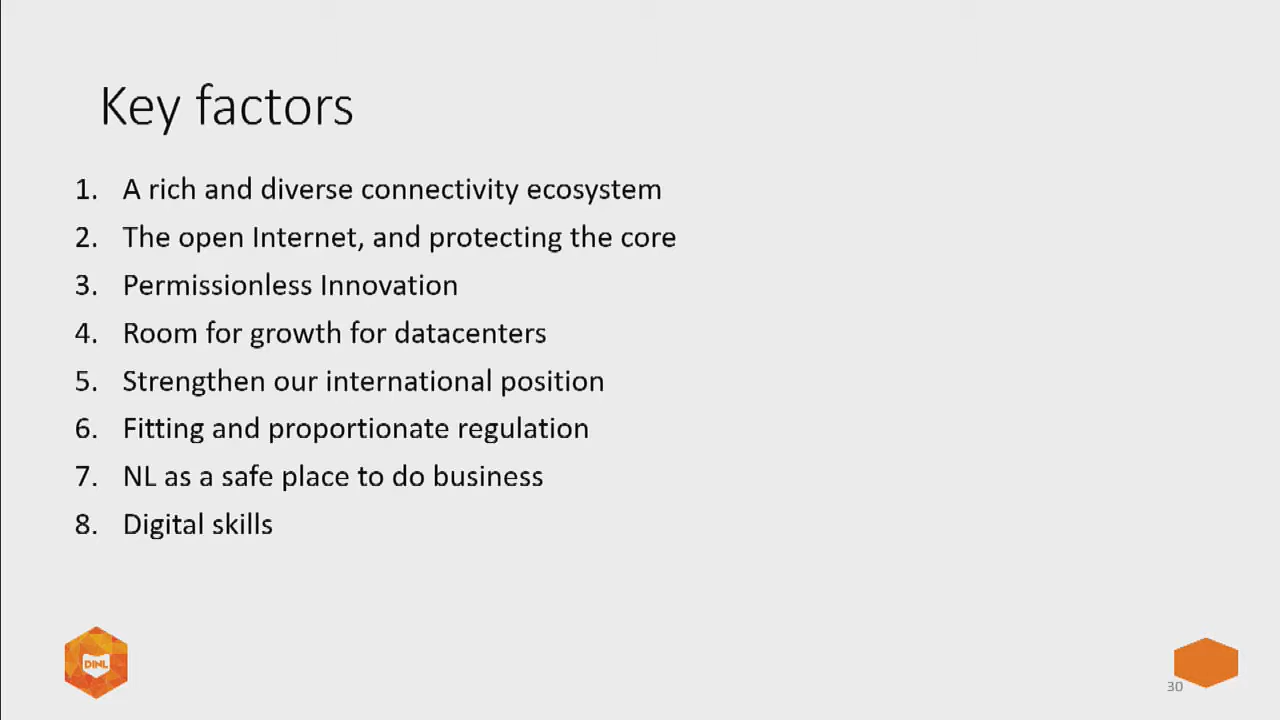 Key factors
1. A rich and diverse connectivity ecosystem
2. The open Internet, and protecting the core
3. Permissionless Innovation
4. Room for growth for datacenters
5. Strengthen our international position
6. Fitting and proportionate regulation
7. NL as a safe place to do business
8. Digital skills
DINL
30